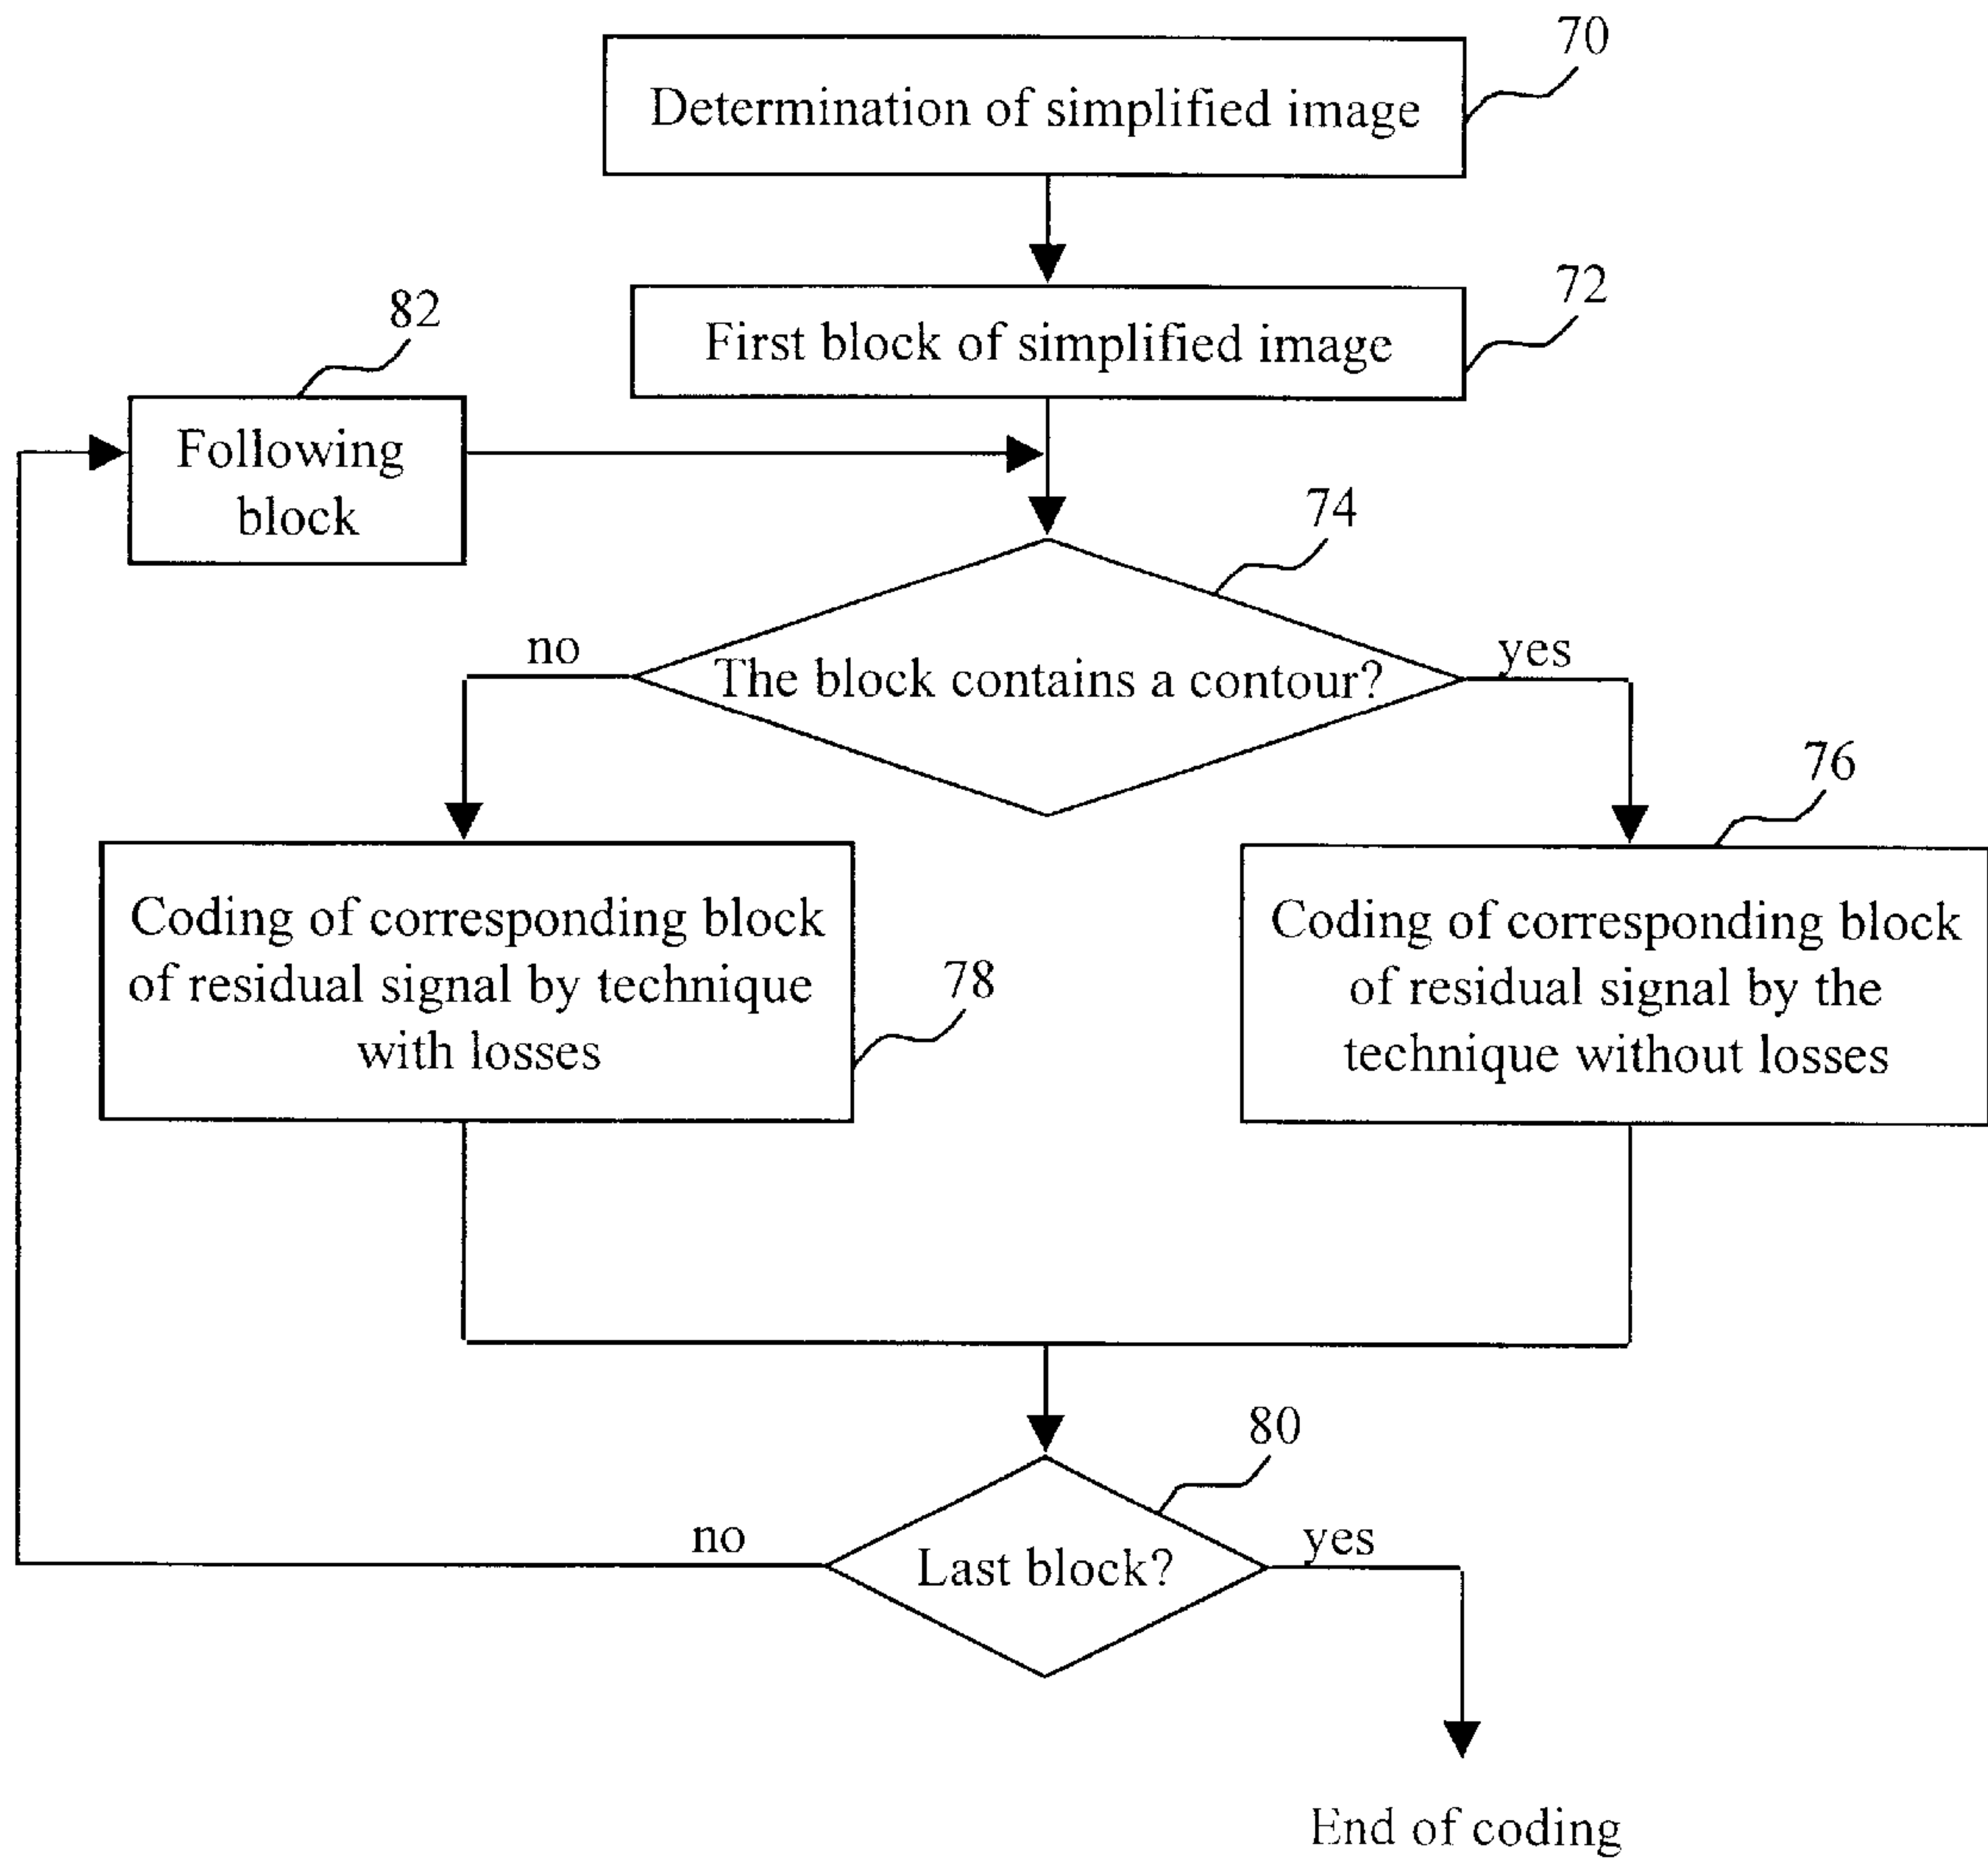 70
Determination of simplified image
72
First block of simplified image
82
Following
block
74
The block contains a contour?
no
yes
76
Coding of corresponding block
of residual signal by technique
with losses
78
Coding of corresponding block
of residual signal by the
technique without losses
80
Last block?
no
yes
End of coding